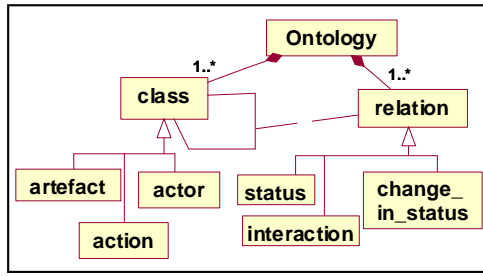 Ontology
1..*
1..*
class
relation
artefact
actor
action
status
interaction
change_
in_status